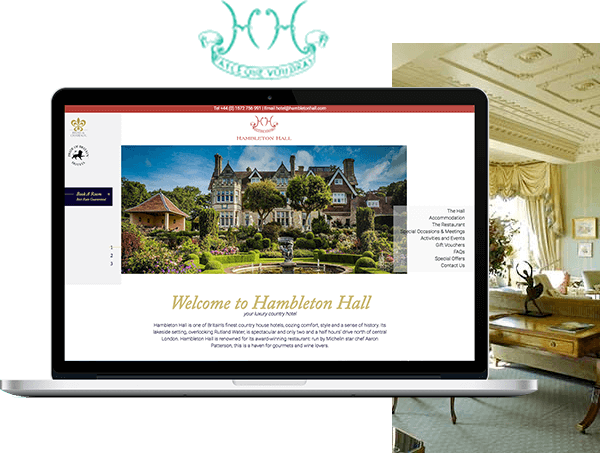 FAY CE QUE VOUDRAS
Tel +44 (0) 1572 756 991 | Email hotel@hambletonhall.com
HAMBLETON HALL
Book A Room
Best Rate Guaranteed
1
2
3
The Hall
Accommodation
The Restaurant
Special Occasions & Meetings
Activities and Events
Gift Vouchers
FAQs
Special Offers
Contact Us
Welcome to Hambleton Hall
your luxury country hotel
Hambleton Hall is one of Britain's finest country house hotels, oozing comfort, style and a sense of history. Its
lakeside setting, overlooking Rutland Water, is spectacular and only two and a half hours' drive north of central
London. Hambleton Hall is renowned for its award-winning restaurant run by Michelin star chef Aaron
Patterson, this is a haven for gourmets and wine lovers.